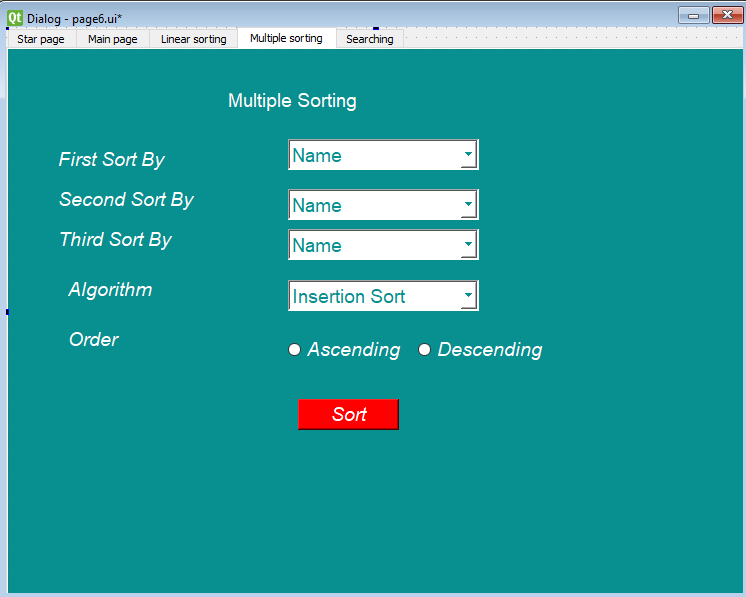 Qt Dialog - page6.ui*
Star page Main page Linear sorting Multiple sorting Searching
Multiple Sorting
First Sort By Name
Second Sort By Name
Third Sort By Name
Algorithm Insertion Sort
Order Ascending Descending
Sort